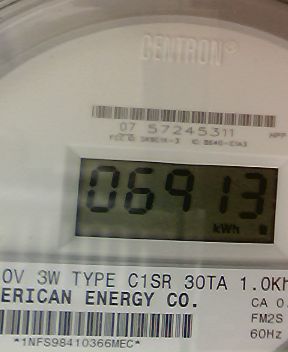 CENTRON®
07 57245311
06913
kWh
0V 3W TYPE C1SR 30TA 1.0Kh
ERICAN ENERGY CO.
CA 0.
FM2S
60Hz
*1NFS98410366MEC*